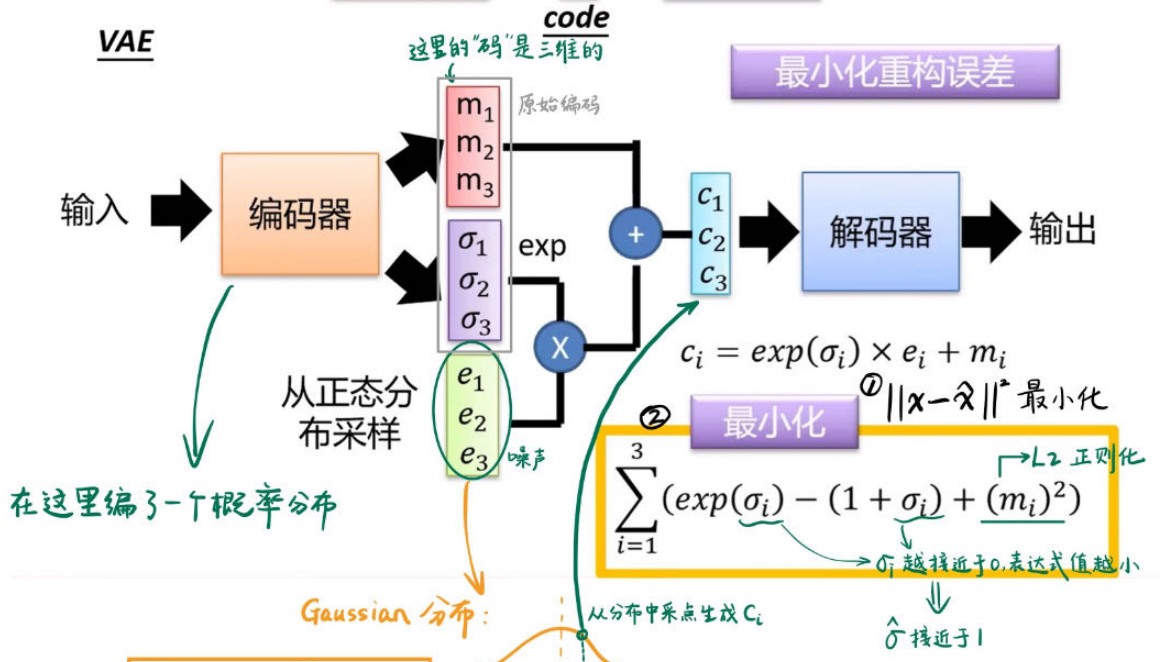 VAE
code
这里的"码"是三维的
最小化重构误差
m₁
m₂
m₃
原始编码
输入
编码器
σ₁
σ₂
σ₃
exp
+
X
c₁
c₂
c₃
解码器
输出
从正态分
布采样
e₁
e₂
e₃
噪声
cᵢ = exp(σᵢ) × eᵢ + mᵢ
① ||x-x̂||² 最小化
②
最小化
→L2 正则化
3
∑(exp(σᵢ) − (1 + σᵢ) + (mᵢ)²)
i=1
在这里编了一个概率分布
σᵢ 越接近于0,表达式值越小
σ̂ 接近于1
Gaussian 分布:
从分布中采点生成 Cᵢ